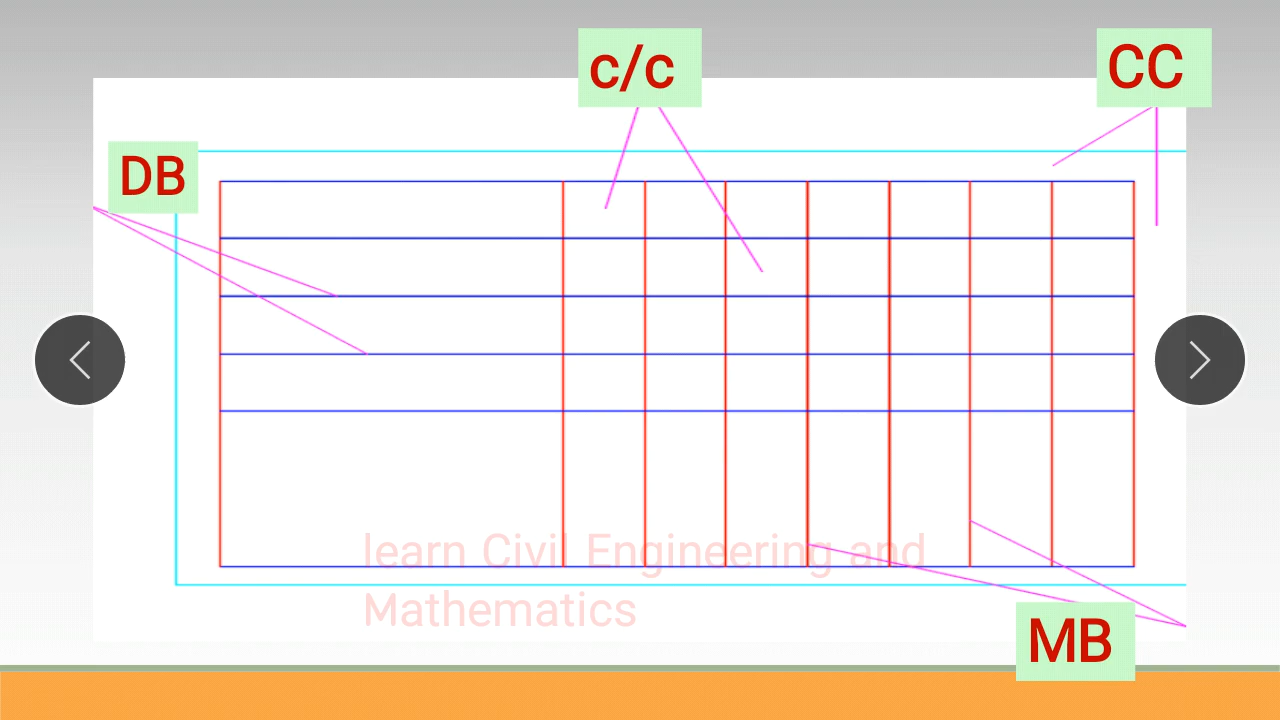 c/c
CC
DB
learn Civil Engineering and
Mathematics
MB